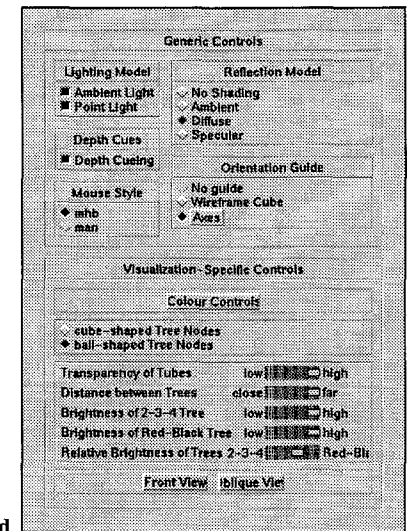 Generic Controls
Lighting Model
Ambient Light
Point Light
Depth Cues
Depth Cueing
Mouse Style
mhb
man
Reflection Model
No Shading
Ambient
Diffuse
Specular
Orientation Guide
No guide
Wireframe Cube
Axes
Visualization-Specific Controls
Colour Controls
cube-shaped Tree Nodes
ball-shaped Tree Nodes
Transparency of Tubes low high
Distance between Trees close far
Brightness of 2-3-4 Tree low high
Brightness of Red-Black Tree low high
Relative Brightness of Trees 2-3-4 Red-Bla
Front View blique Vie
d